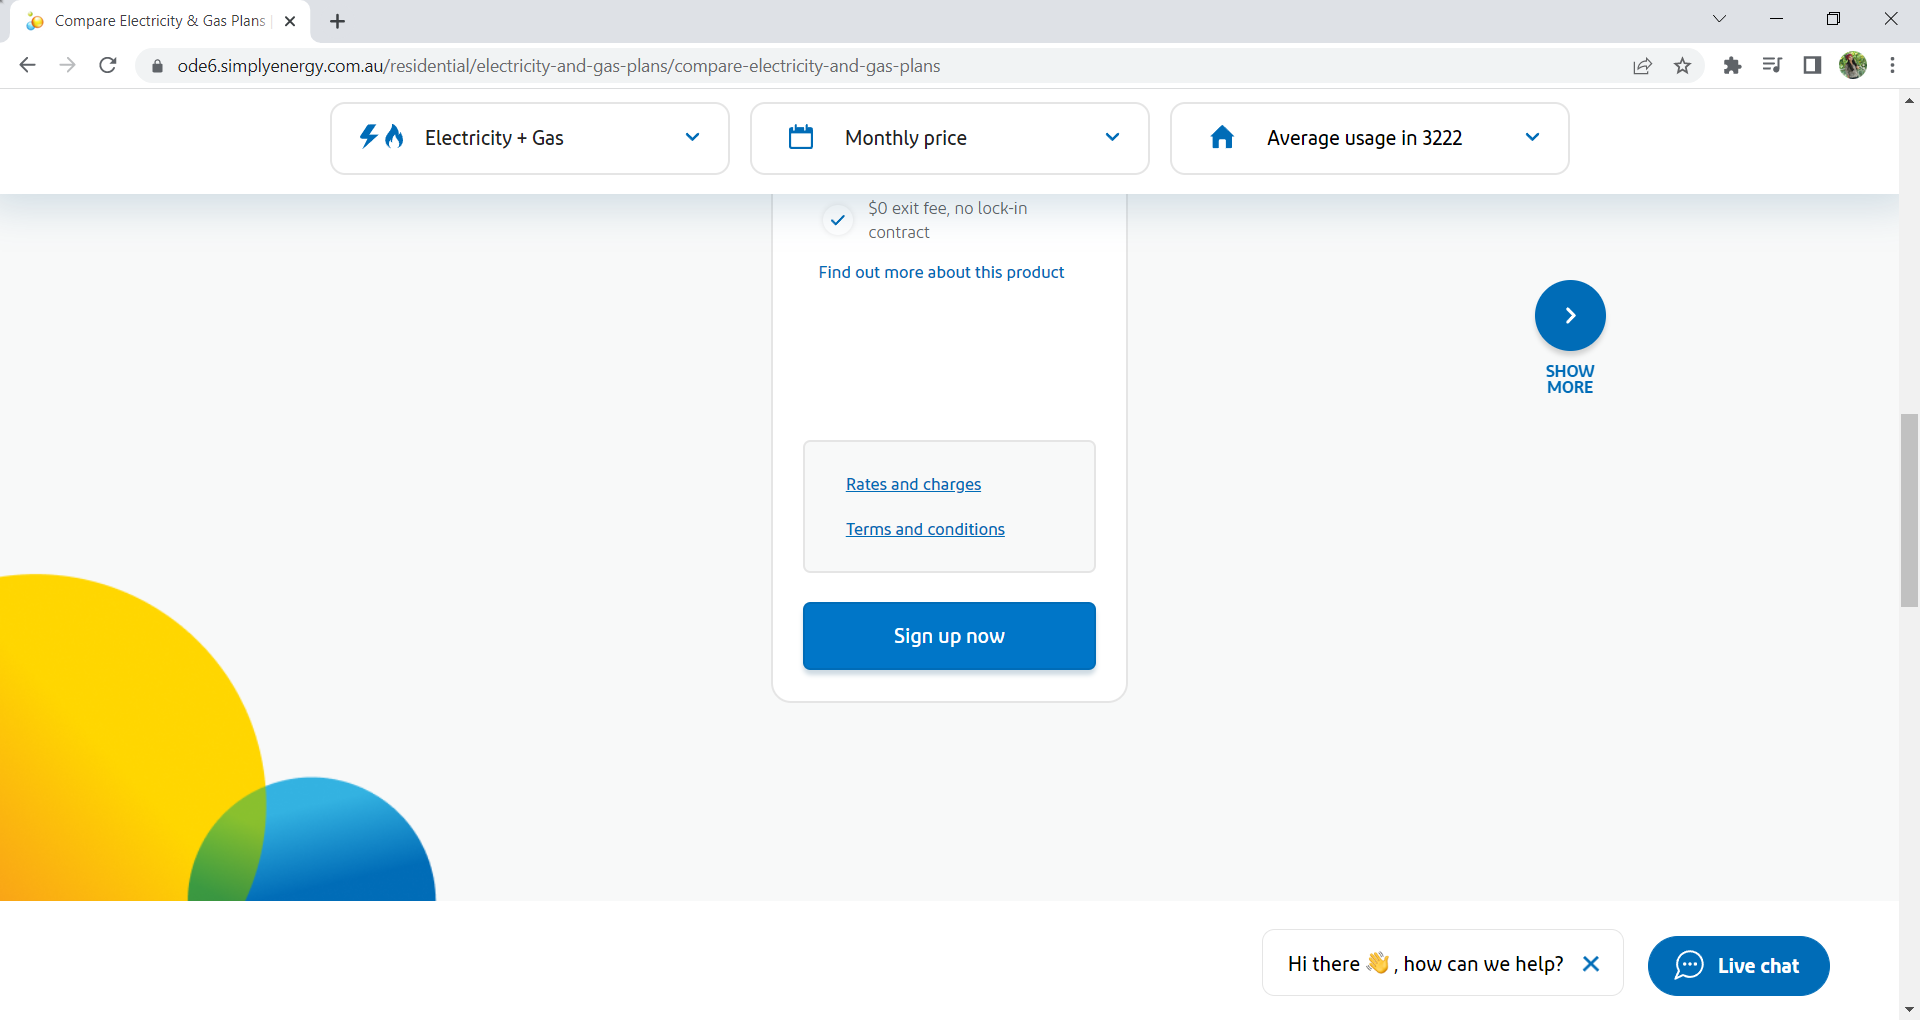 Compare Electricity & Gas Plans
ode6.simplyenergy.com.au/residential/electricity-and-gas-plans/compare-electricity-and-gas-plans
Electricity + Gas
Monthly price
Average usage in 3222
$0 exit fee, no lock-in
contract
Find out more about this product
SHOW
MORE
Rates and charges
Terms and conditions
Sign up now
Hi there 👋, how can we help?
Live chat